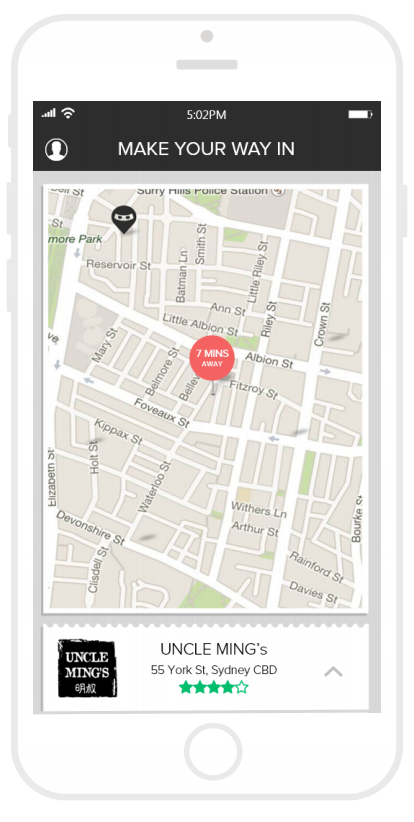 5:02PM
MAKE YOUR WAY IN
Surry Hills Police Station
more Park
Reservoir St
Batman Ln
Smith St
Little Riley St
Riley St
Crown St
Ann St
Little Albion St
Albion St
Mary St
Belmore St
7 MINS
AWAY
Fitzroy St
Foveaux St
Kippax St
Holt St
Elizabeth St
Waterloo St
Withers Ln
Arthur St
Bourke St
Devonshire St
Clisdell St
Rainford St
Davies St
UNCLE
MING'S
明叔
UNCLE MING's
55 York St, Sydney CBD